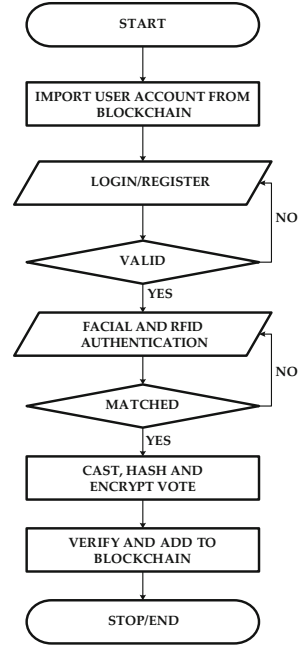 START
IMPORT USER ACCOUNT FROM
BLOCKCHAIN
LOGIN/REGISTER
NO
VALID
YES
FACIAL AND RFID
AUTHENTICATION
NO
MATCHED
YES
CAST, HASH AND
ENCRYPT VOTE
VERIFY AND ADD TO
BLOCKCHAIN
STOP/END